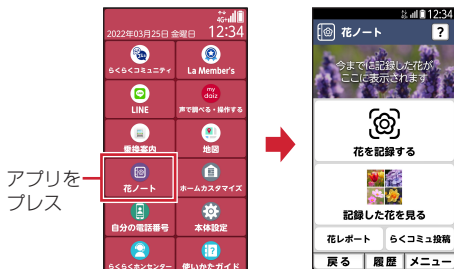 アプリを
プレス
4G+
2022年03月25日 金曜日 12:34
らくらくコミュニティ
La Member's
LINE
my daiz
声で調べる・操作する
乗換案内
地図
花ノート
ホームカスタマイズ
自分の電話番号
本体設定
らくらくホンセンター
使いかたガイド
12:34
花ノート
?
今までに記録した花が
ここに表示されます
花を記録する
記録した花を見る
花レポート
らくコミュ投稿
戻る
履歴
メニュー